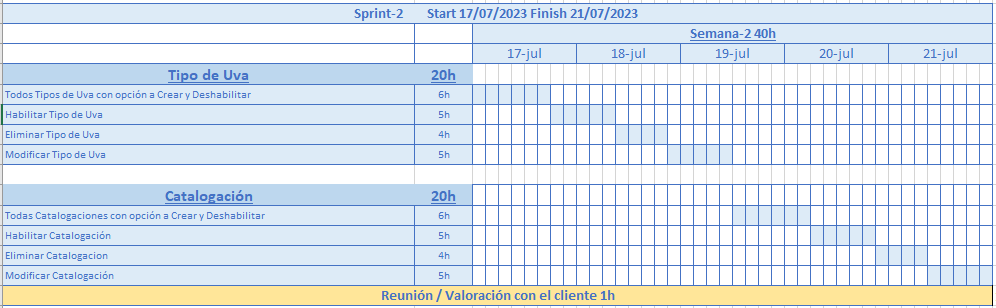 Sprint-2 Start 17/07/2023 Finish 21/07/2023
Semana-2 40h
17-jul 18-jul 19-jul 20-jul 21-jul
Tipo de Uva 20h
Todos Tipos de Uva con opción a Crear y Deshabilitar 6h
Habilitar Tipo de Uva 5h
Eliminar Tipo de Uva 4h
Modificar Tipo de Uva 5h
Catalogación 20h
Todas Catalogaciones con opción a Crear y Deshabilitar 6h
Habilitar Catalogación 5h
Eliminar Catalogacion 4h
Modificar Catalogación 5h
Reunión / Valoración con el cliente 1h